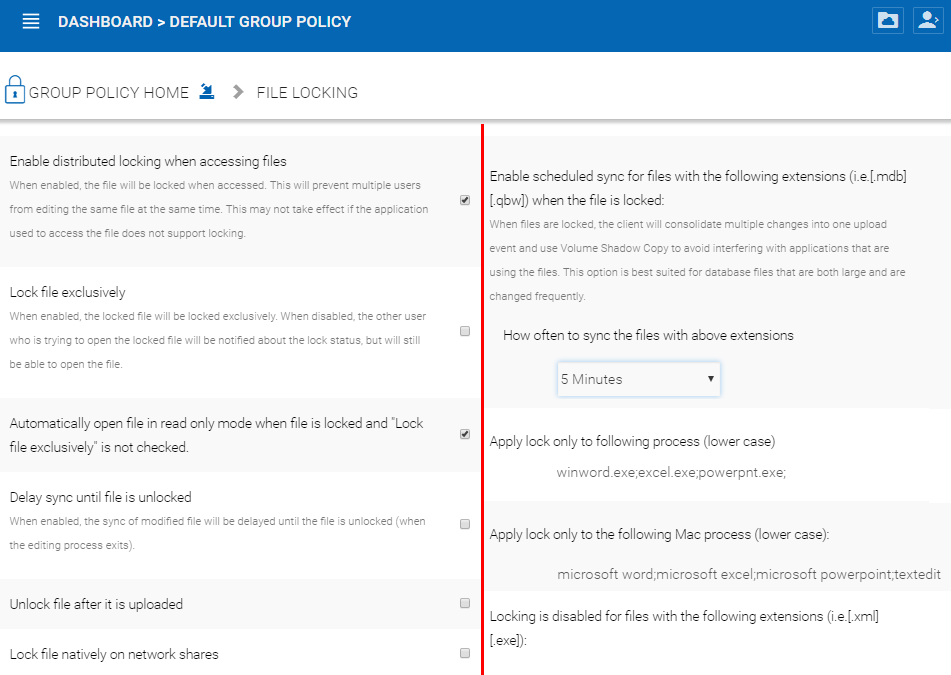 DASHBOARD > DEFAULT GROUP POLICY
GROUP POLICY HOME
FILE LOCKING
Enable distributed locking when accessing files
When enabled, the file will be locked when accessed. This will prevent multiple users
from editing the same file at the same time. This may not take effect if the application
used to access the file does not support locking.
Lock file exclusively
When enabled, the locked file will be locked exclusively. When disabled, the other user
who is trying to open the locked file will be notified about the lock status, but will still
be able to open the file.
Automatically open file in read only mode when file is locked and "Lock
file exclusively" is not checked.
Delay sync until file is unlocked
When enabled, the sync of modified file will be delayed until the file is unlocked (when
the editing process exits).
Unlock file after it is uploaded
Lock file natively on network shares
Enable scheduled sync for files with the following extensions (i.e.[.mdb]
[.qbw]) when the file is locked:
When files are locked, the client will consolidate multiple changes into one upload
event and use Volume Shadow Copy to avoid interfering with applications that are
using the files. This option is best suited for database files that are both large and are
changed frequently.
How often to sync the files with above extensions
5 Minutes
Apply lock only to following process (lower case)
winword.exe;excel.exe;powerpnt.exe;
Apply lock only to the following Mac process (lower case):
microsoft word;microsoft excel;microsoft powerpoint;textedit
Locking is disabled for files with the following extensions (i.e.[.xml]
[.exe]):